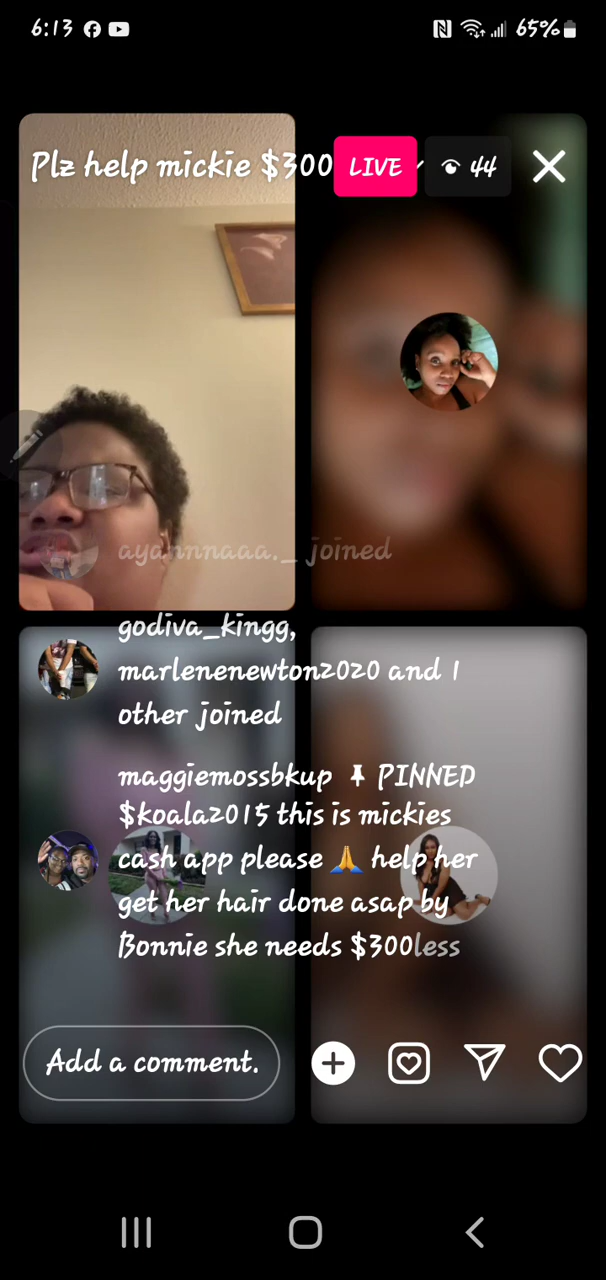 6:13
65%
Plz help mickie $300
LIVE
44
ayannnaaa._ joined
godiva_kingg,
marlenenewton2020 and 1
other joined
maggiemossbkup PINNED
$koala2015 this is mickies
cash app please 🙏 help her
get her hair done asap by
Bonnie she needs $300less
Add a comment.